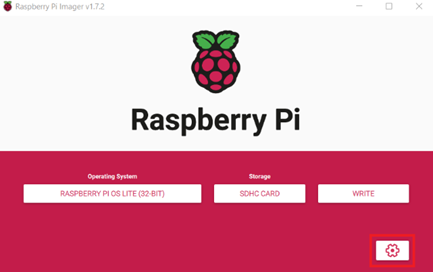 Raspberry Pi Imager v1.7.2
Raspberry Pi
Operating System
Storage
RASPBERRY PI OS LITE (32-BIT)
SDHC CARD
WRITE